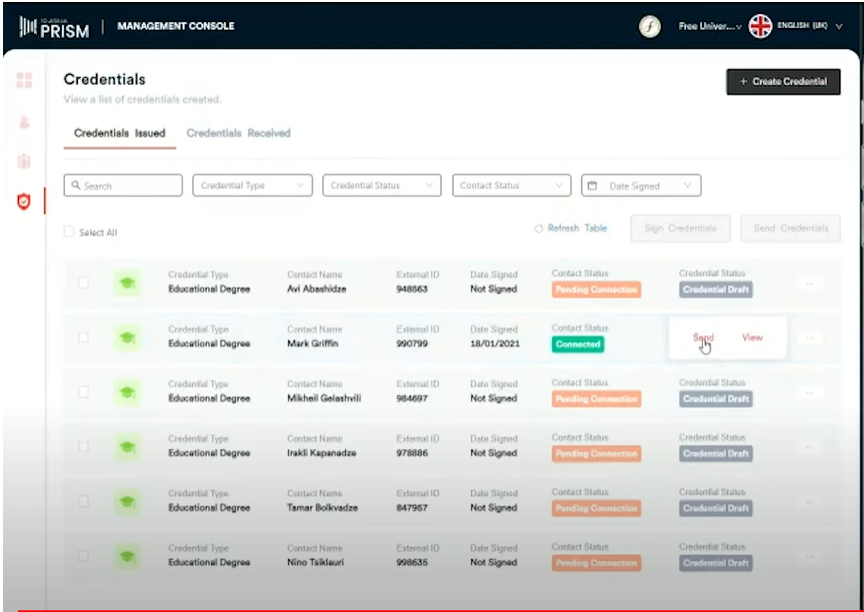 PRISM
MANAGEMENT CONSOLE
Free Univer...
ENGLISH (UK)
Credentials
View a list of credentials created.
+ Create Credential
Credentials Issued
Credentials Received
Search
Credential Type
Credential Status
Contact Status
Date Signed
Select All
Refresh Table
Sign Credentials
Send Credentials
Credential Type Contact Name External ID Date Signed Contact Status Credential Status
Educational Degree Avi Abashidze 948563 Not Signed Pending Connection Credential Draft ...
Credential Type Contact Name External ID Date Signed Contact Status
Educational Degree Mark Griffin 990799 18/01/2021 Connected Send View ...
Credential Type Contact Name External ID Date Signed Contact Status Credential Status
Educational Degree Mikheil Gelashvili 984697 Not Signed Pending Connection Credential Draft ...
Credential Type Contact Name External ID Date Signed Contact Status Credential Status
Educational Degree Irakli Kapanadze 978886 Not Signed Pending Connection Credential Draft ...
Credential Type Contact Name External ID Date Signed Contact Status Credential Status
Educational Degree Tamar Bolkvadze 847967 Not Signed Pending Connection Credential Draft ...
Credential Type Contact Name External ID Date Signed Contact Status Credential Status
Educational Degree Nino Tsiklauri 998635 Not Signed Pending Connection Credential Draft ...